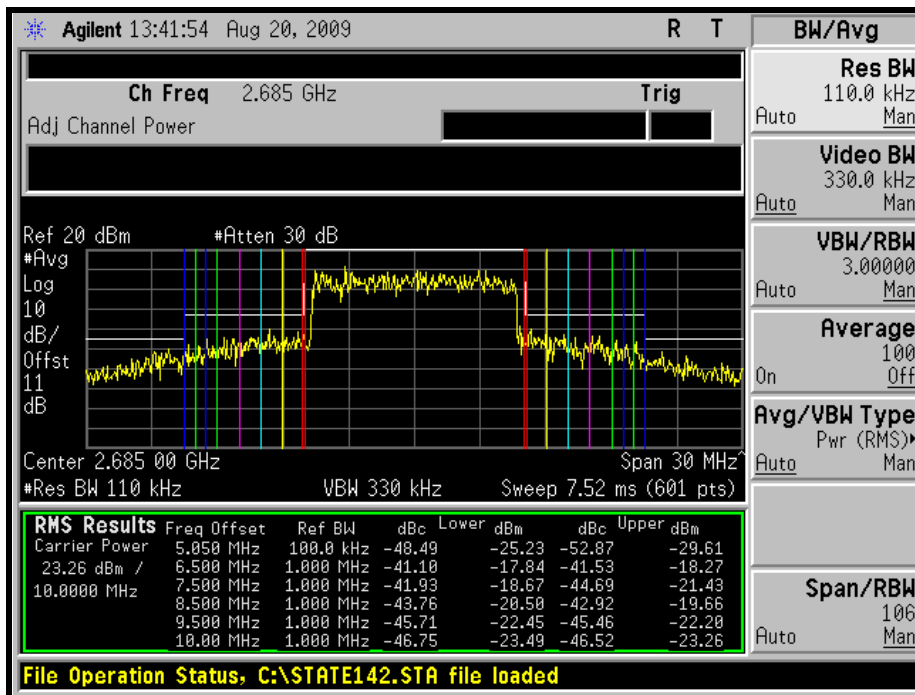 Agilent 13:41:54 Aug 20, 2009 R T
Ch Freq 2.685 GHz Trig
Adj Channel Power
Ref 20 dBm #Atten 30 dB
#Avg
Log
10
dB/
Offst
11
dB
Center 2.685 00 GHz Span 30 MHz^
#Res BW 110 kHz VBW 330 kHz Sweep 7.52 ms (601 pts)
RMS Results Freq Offset Ref BW dBc Lower dBm dBc Upper dBm
Carrier Power 5.050 MHz 100.0 kHz -48.49 -25.23 -52.87 -29.61
23.26 dBm / 6.500 MHz 1.000 MHz -41.10 -17.84 -41.53 -18.27
10.0000 MHz 7.500 MHz 1.000 MHz -41.93 -18.67 -44.69 -21.43
8.500 MHz 1.000 MHz -43.76 -20.50 -42.92 -19.66
9.500 MHz 1.000 MHz -45.71 -22.45 -45.46 -22.20
10.00 MHz 1.000 MHz -46.75 -23.49 -46.52 -23.26
File Operation Status, C:\STATE142.STA file loaded
BW/Avg
Res BW
110.0 kHz
Auto Man
Video BW
330.0 kHz
Auto Man
VBW/RBW
3.00000
Auto Man
Average
100
On Off
Avg/VBW Type
Pwr (RMS)▸
Auto Man
Span/RBW
106
Auto Man